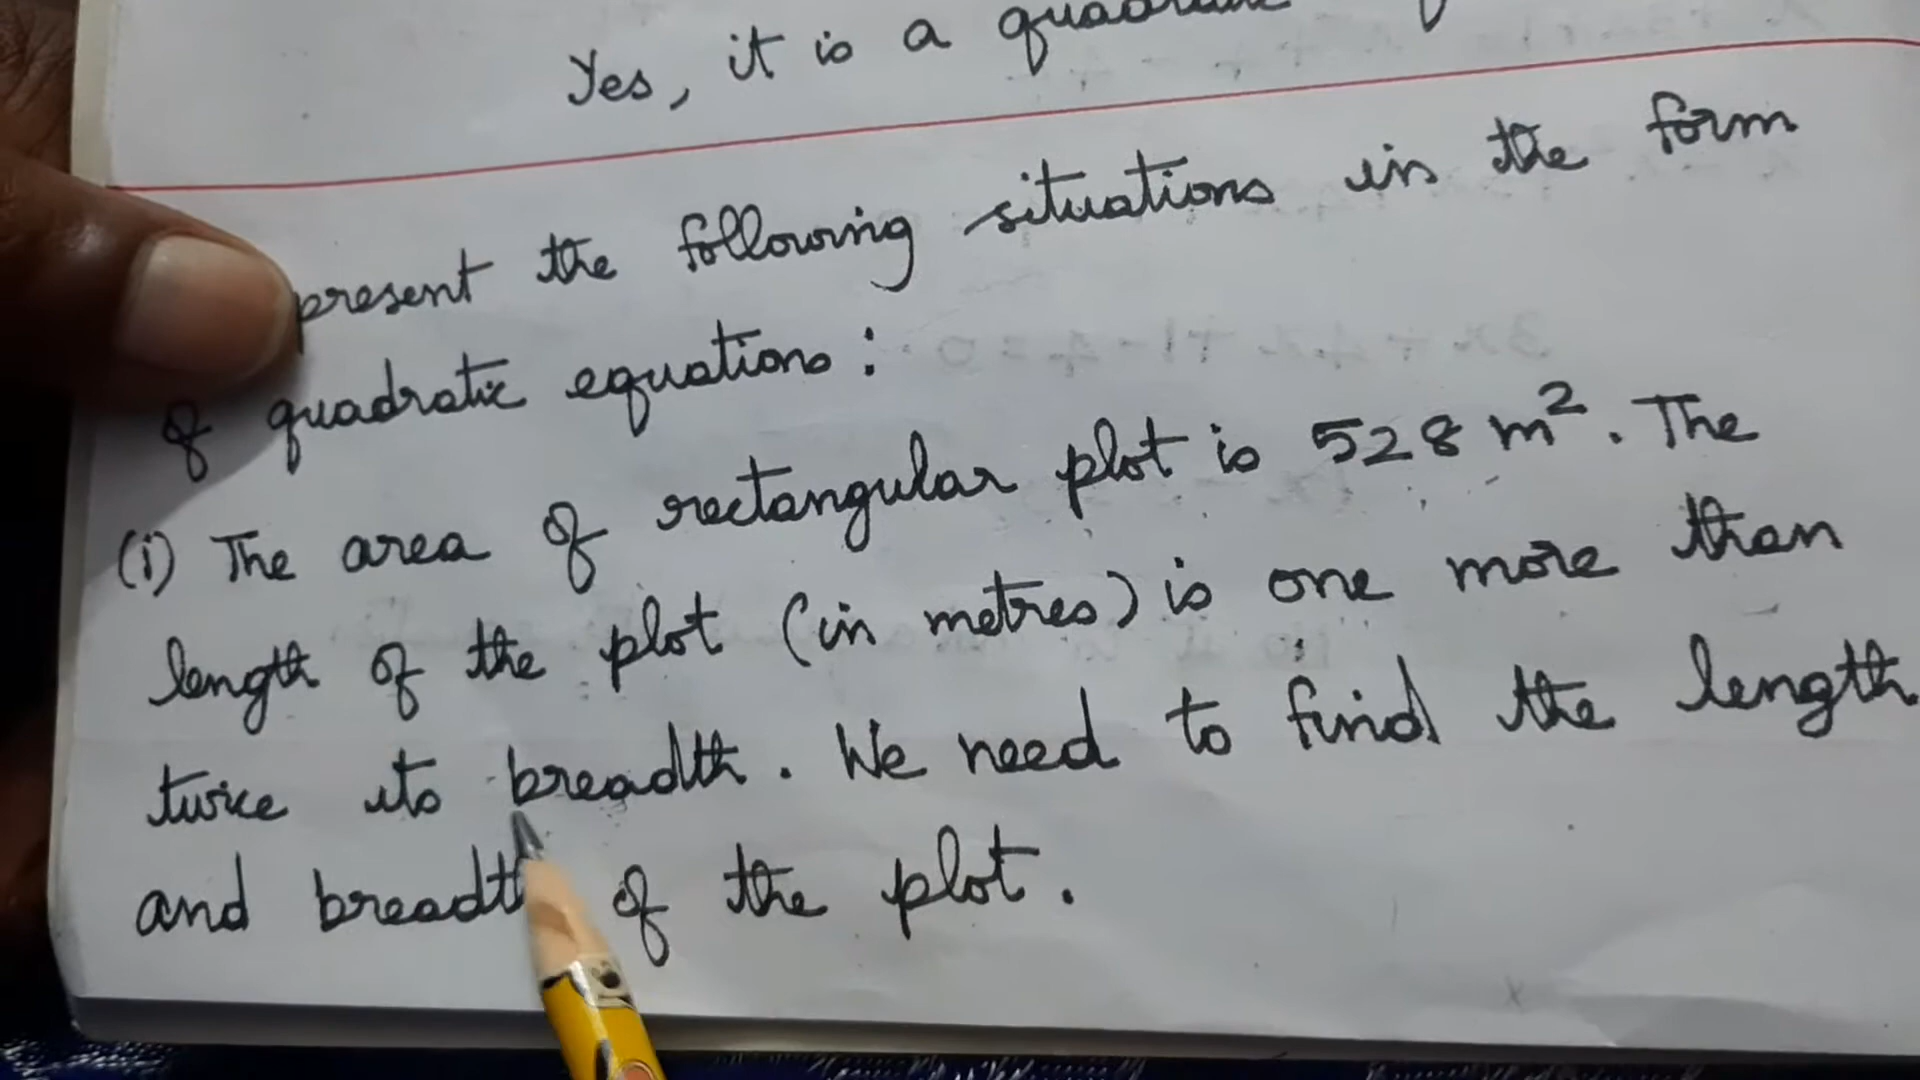 Yes, it is a
present the following situations in the form
of quadratic equations:
(i) The area of rectangular plot is 528 m². The
length of the plot (in metres) is one more than
twice its breadth. We need to find the length
and breadth of the plot.